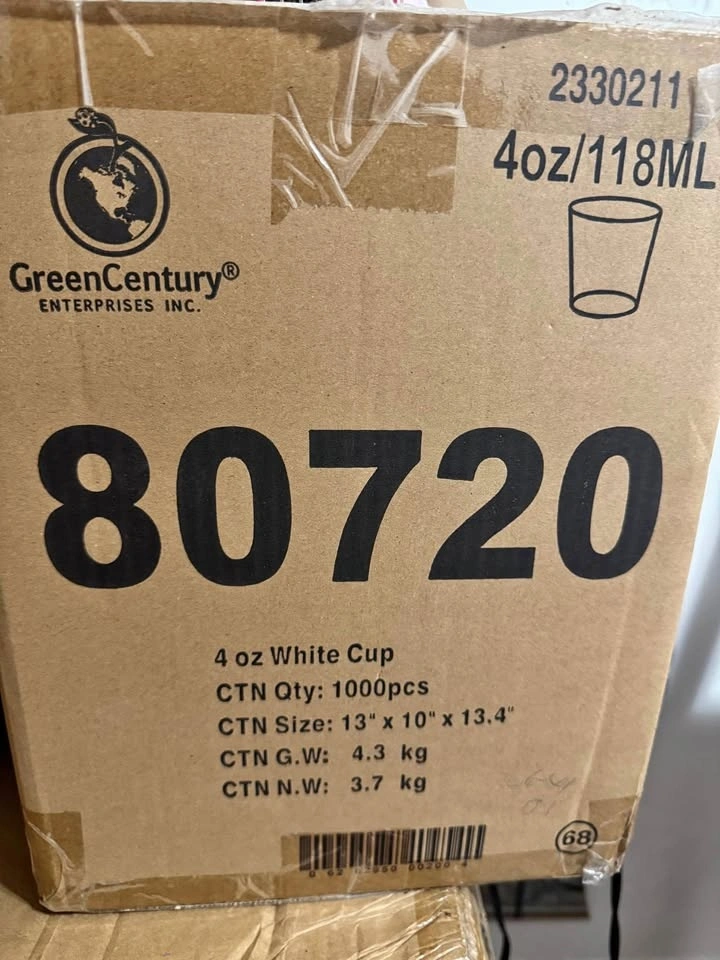 2330211
4oz/118ML
GreenCentury®
ENTERPRISES INC.
80720
4 oz White Cup
CTN Qty: 1000pcs
CTN Size: 13" x 10" x 13.4"
CTN G.W: 4.3 kg
CTN N.W: 3.7 kg
68